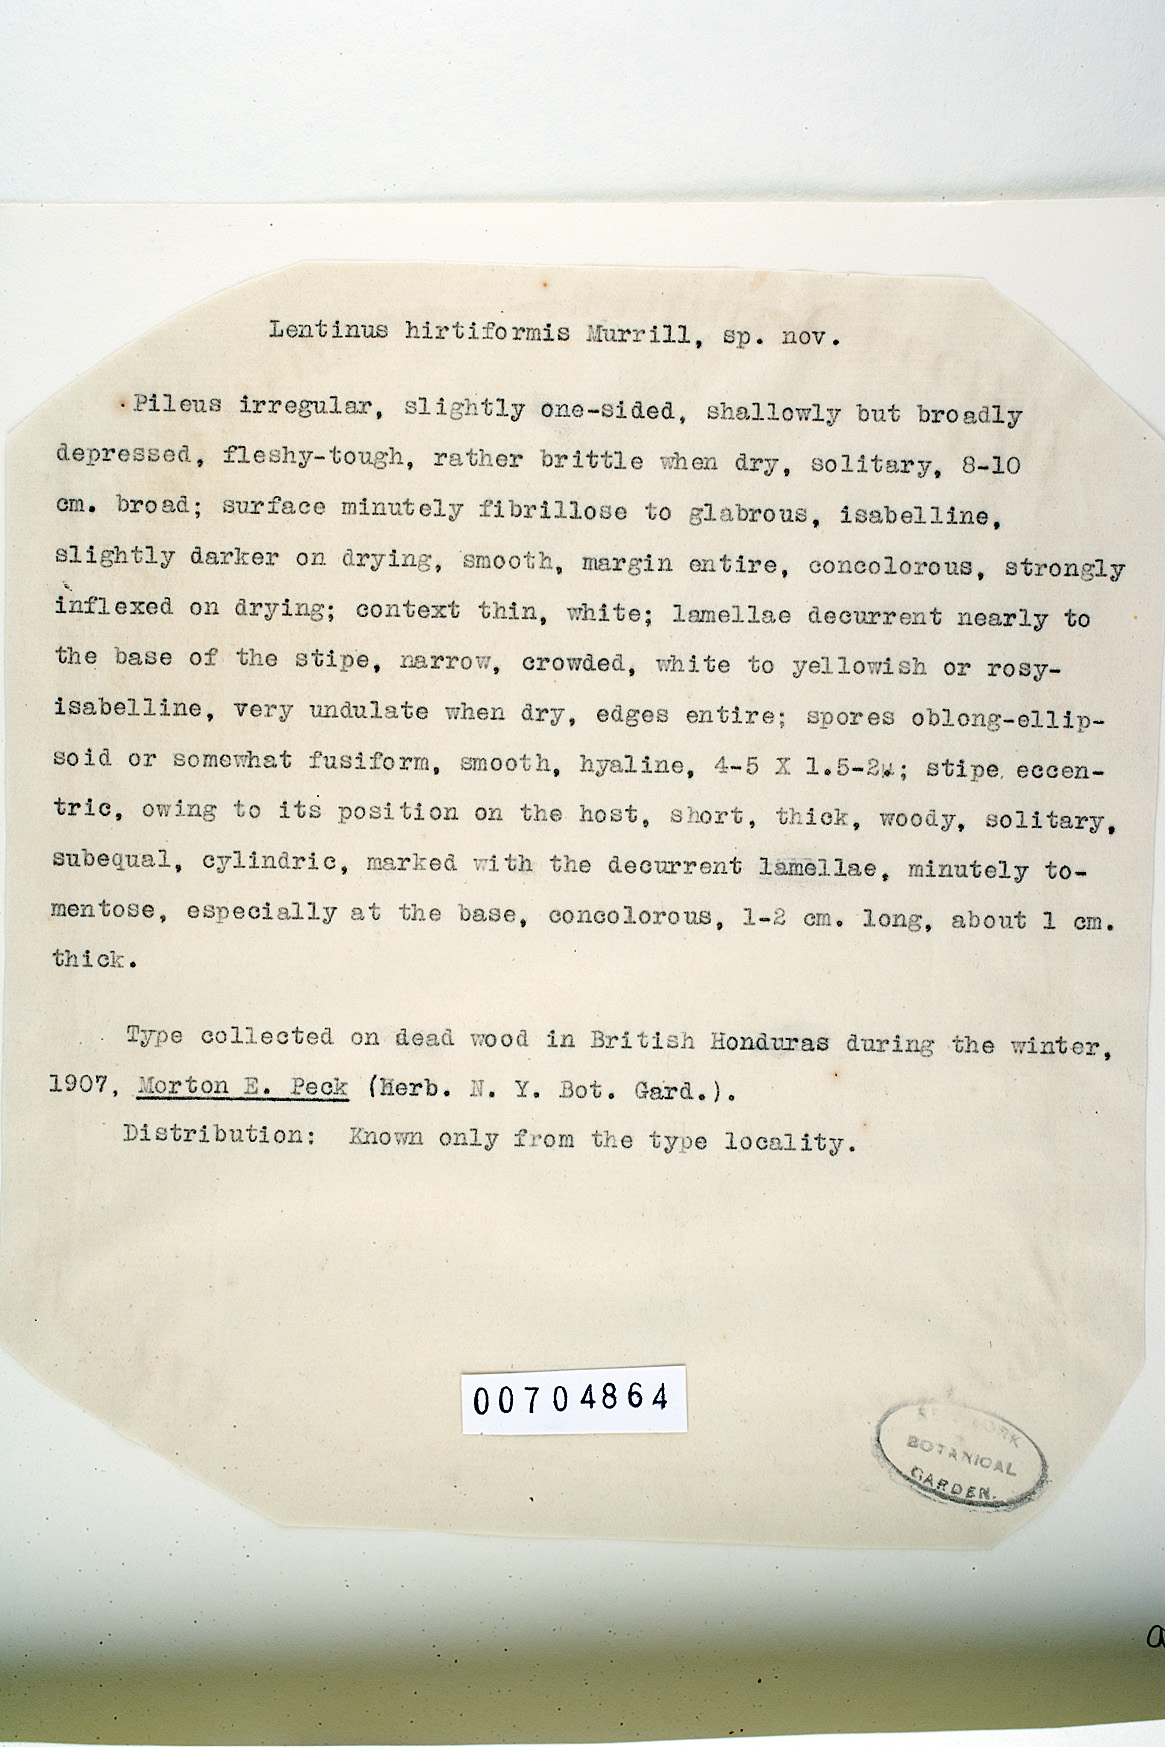 Lentinus hirtiformis Murrill, sp. nov.
Pileus irregular, slightly one-sided, shallowly but broadly
depressed, fleshy-tough, rather brittle when dry, solitary, 8-10
cm. broad; surface minutely fibrillose to glabrous, isabelline,
slightly darker on drying, smooth, margin entire, concolorous, strongly
inflexed on drying; context thin, white; lamellae decurrent nearly to
the base of the stipe, narrow, crowded, white to yellowish or rosy-
isabelline, very undulate when dry, edges entire; spores oblong-ellip-
soid or somewhat fusiform, smooth, hyaline, 4-5 X 1.5-2µ; stipe eccen-
tric, owing to its position on the host, short, thick, woody, solitary,
subequal, cylindric, marked with the decurrent lamellae, minutely to-
mentose, especially at the base, concolorous, 1-2 cm. long, about 1 cm.
thick.
Type collected on dead wood in British Honduras during the winter,
1907, Morton E. Peck (Herb. N. Y. Bot. Gard.).
Distribution: Known only from the type locality.
00704864
BOTANICAL
GARDEN.